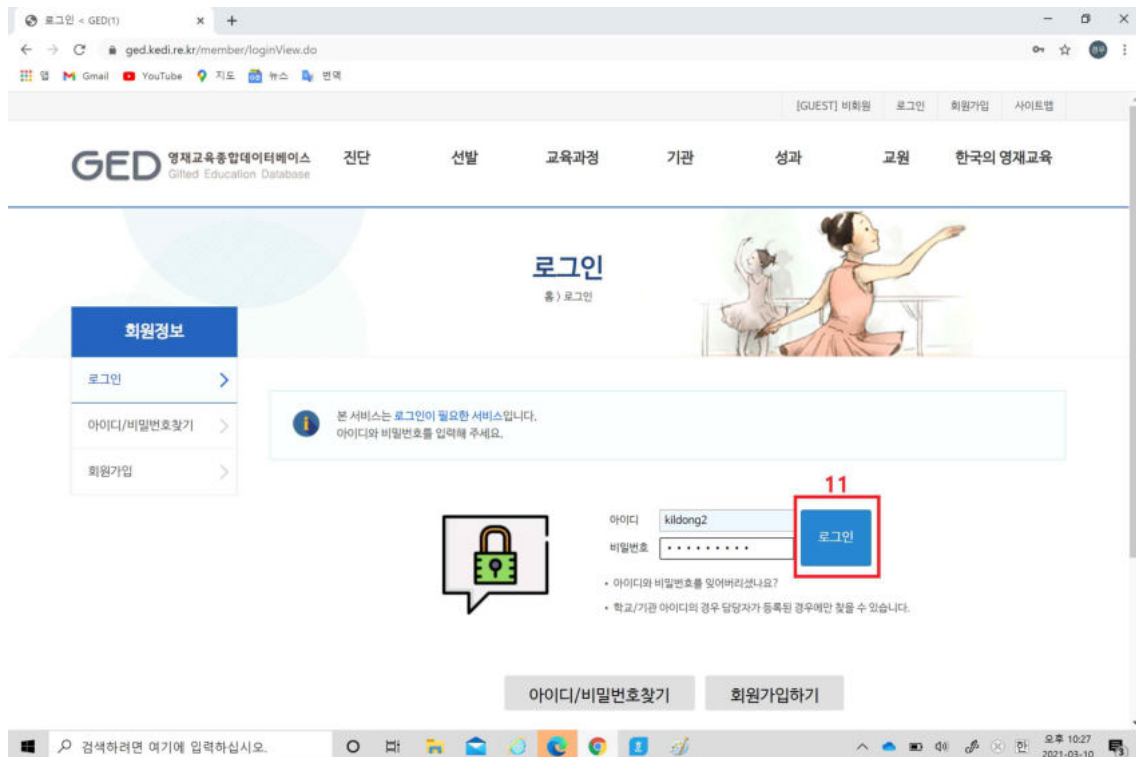 로그인 < GED(1)
ged.kedi.re.kr/member/loginView.do
앱 Gmail YouTube 지도 뉴스 번역
[GUEST] 비회원 로그인 회원가입 사이트맵
GED 영재교육종합데이터베이스
Gifted Education Database
진단 선발 교육과정 기관 성과 교원 한국의 영재교육
로그인
홈 > 로그인
회원정보
로그인
아이디/비밀번호찾기
회원가입
본 서비스는 로그인이 필요한 서비스입니다.
아이디와 비밀번호를 입력해 주세요.
11
아이디 kildong2
비밀번호 •••••••••
로그인
• 아이디와 비밀번호를 잊어버리셨나요?
• 학교/기관 아이디의 경우 담당자가 등록된 경우에만 찾을 수 있습니다.
아이디/비밀번호찾기 회원가입하기
검색하려면 여기에 입력하십시오.
한 오후 10:27
2021-03-10